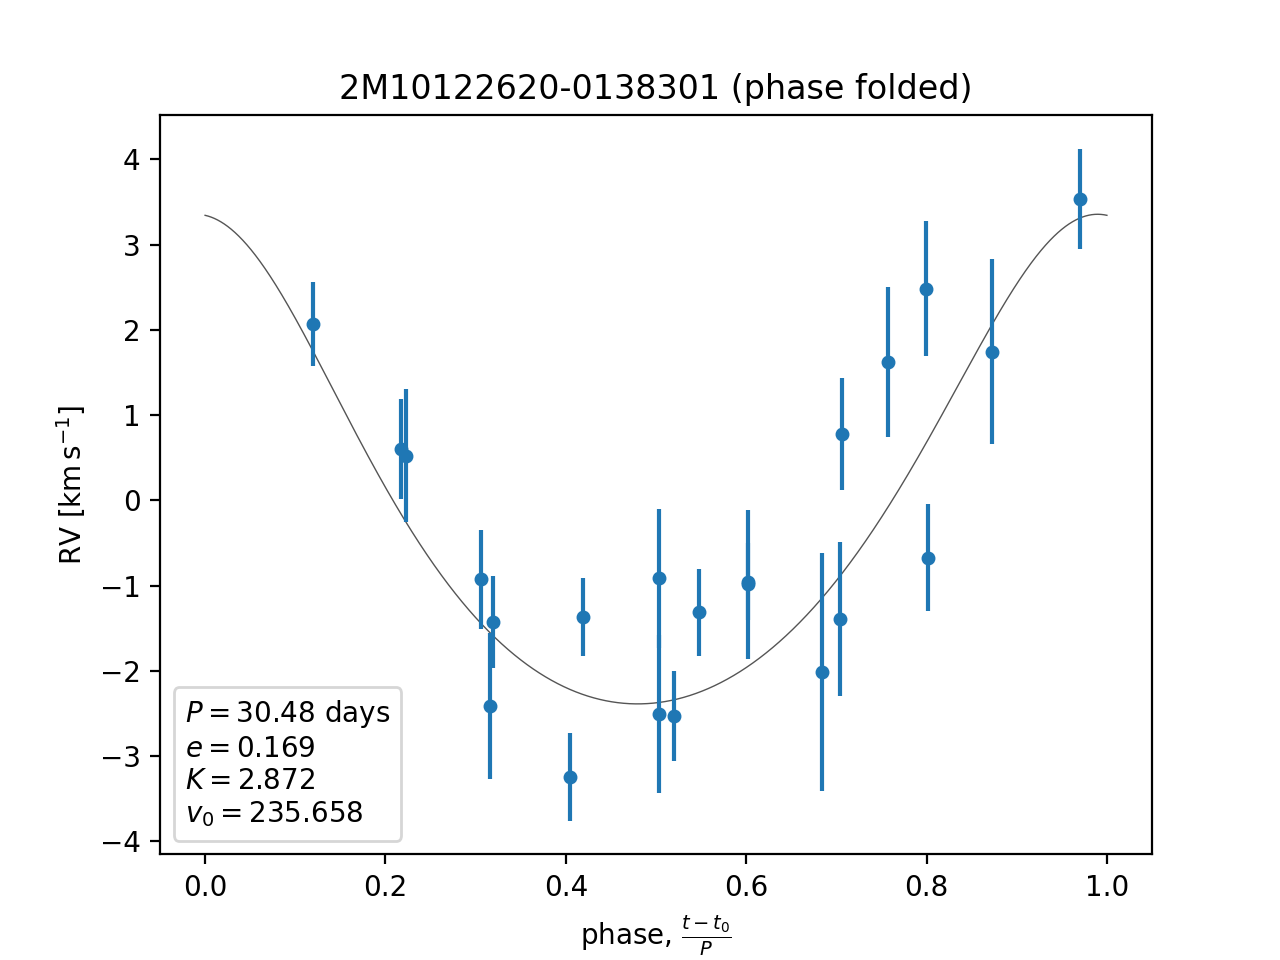 2M10122620-0138301 (phase folded)
RV [km s⁻¹]
4
3
2
1
0
−1
−2
−3
−4
P = 30.48 days
e = 0.169
K = 2.872
v₀ = 235.658
0.0 0.2 0.4 0.6 0.8 1.0
phase, (t − t₀)/P